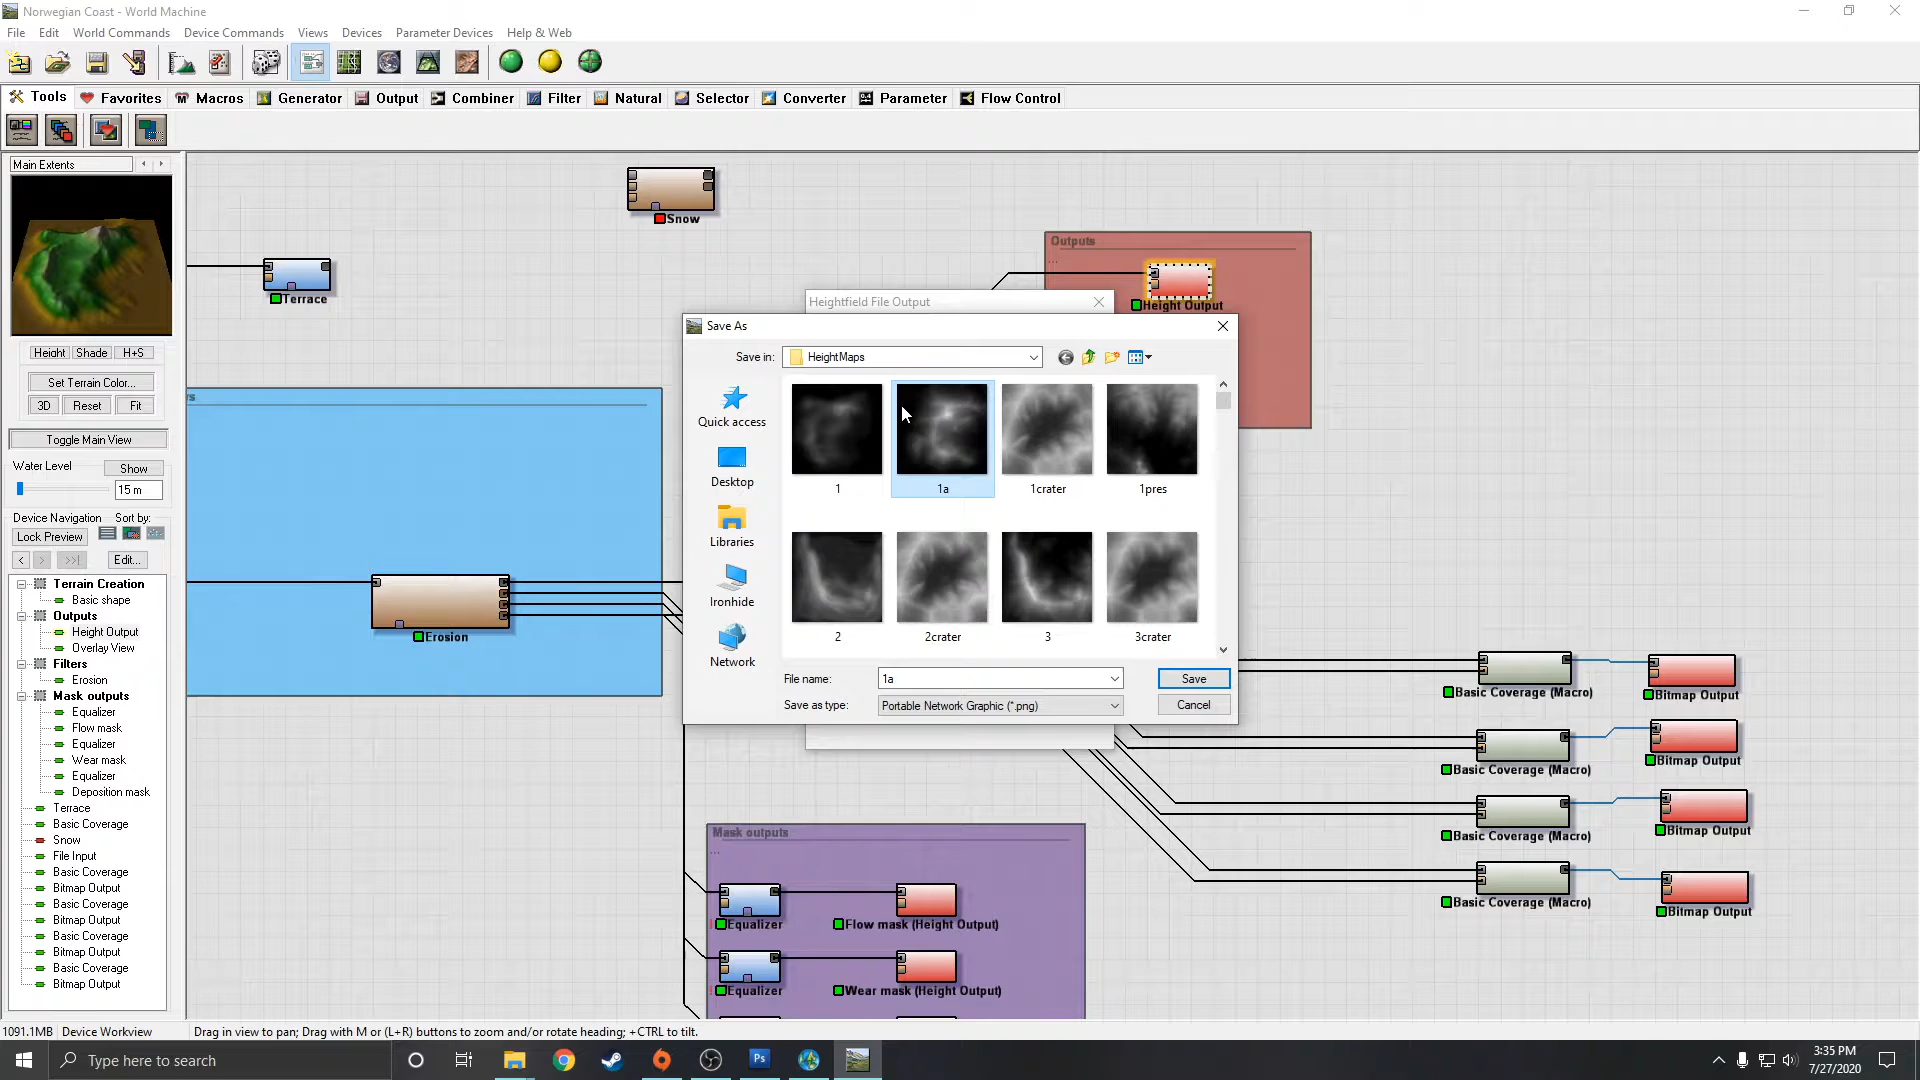 Norwegian Coast - World Machine
File Edit World Commands Device Commands Views Devices Parameter Devices Help & Web
Tools Favorites Macros Generator Output Combiner Filter Natural Selector Converter Parameter Flow Control
Main Extents
Height Shade H+S
Set Terrain Color...
3D Reset Fit
Toggle Main View
Water Level Show
15 m
Device Navigation Sort by:
Lock Preview
< > >>| Edit...
Terrain Creation
Basic shape
Outputs
Height Output
Overlay View
Filters
Erosion
Mask outputs
Equalizer
Flow mask
Equalizer
Wear mask
Equalizer
Deposition mask
Terrace
Basic Coverage
Snow
File Input
Basic Coverage
Bitmap Output
Basic Coverage
Bitmap Output
Basic Coverage
Bitmap Output
Basic Coverage
Bitmap Output
Snow
Terrace
Erosion
Outputs
...
Height Output
Heightfield File Output
Save As
Save in: HeightMaps
Quick access
Desktop
Libraries
Ironhide
Network
1 1a 1crater 1pres
2 2crater 3 3crater
File name: 1a Save
Save as type: Portable Network Graphic (*.png) Cancel
Basic Coverage (Macro) Bitmap Output
Basic Coverage (Macro) Bitmap Output
Basic Coverage (Macro) Bitmap Output
Basic Coverage (Macro) Bitmap Output
Mask outputs
...
Equalizer Flow mask (Height Output)
Equalizer Wear mask (Height Output)
1091.1MB Device Workview Drag in view to pan; Drag with M or (L+R) buttons to zoom and/or rotate heading; +CTRL to tilt.
Type here to search
Ps
3:35 PM
7/27/2020